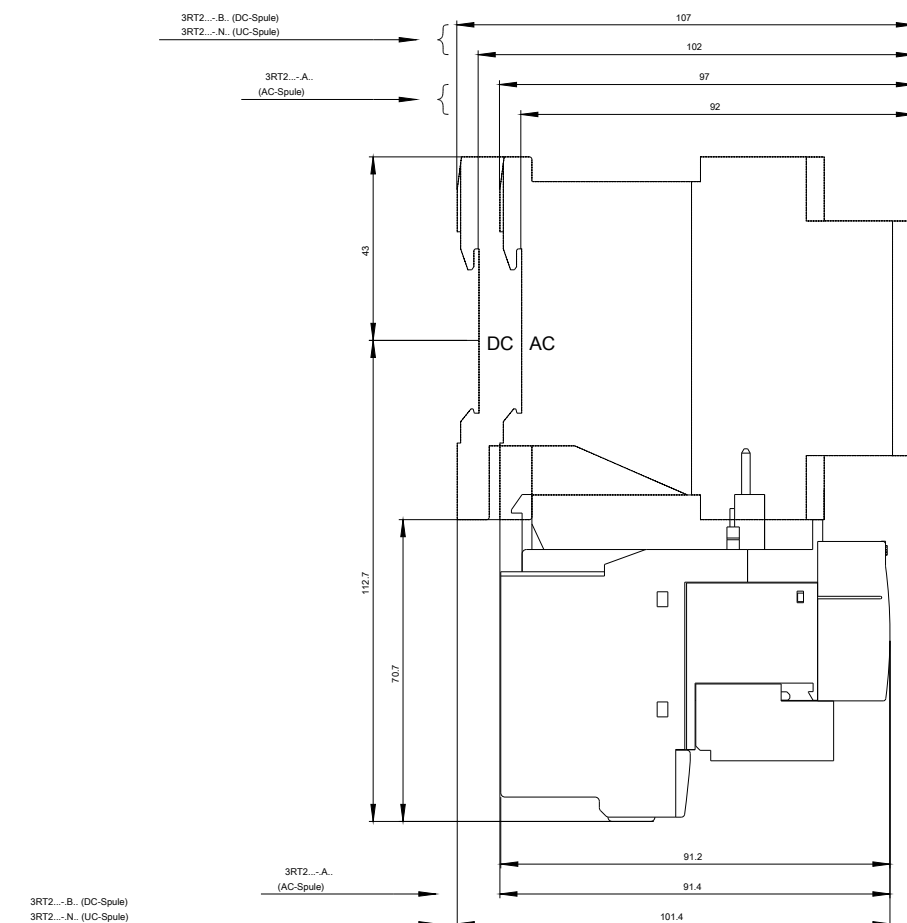 3RT2...-.B.. (DC-Spule)
3RT2...-.N.. (UC-Spule)
107
102
3RT2...-.A..
(AC-Spule)
97
92
43
DC AC
112.7
70.7
91.2
3RT2...-.A..
(AC-Spule)
91.4
3RT2...-.B.. (DC-Spule)
3RT2...-.N.. (UC-Spule)
101.4